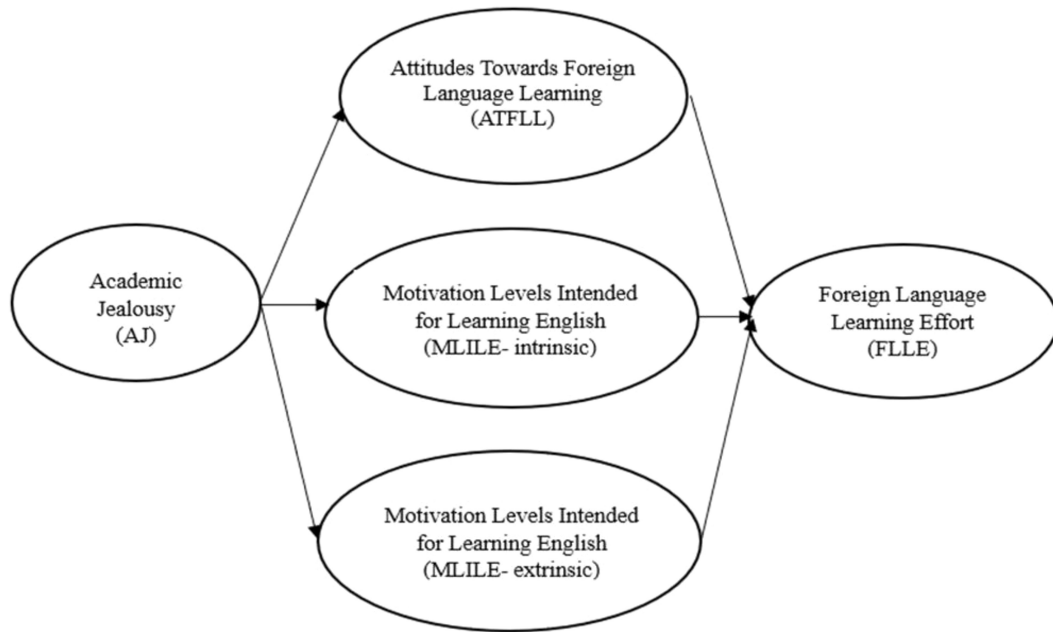 Attitudes Towards Foreign
Language Learning
(ATFLL)
Academic
Jealousy
(AJ)
Motivation Levels Intended
for Learning English
(MLILE- intrinsic)
Foreign Language
Learning Effort
(FLLE)
Motivation Levels Intended
for Learning English
(MLILE- extrinsic)